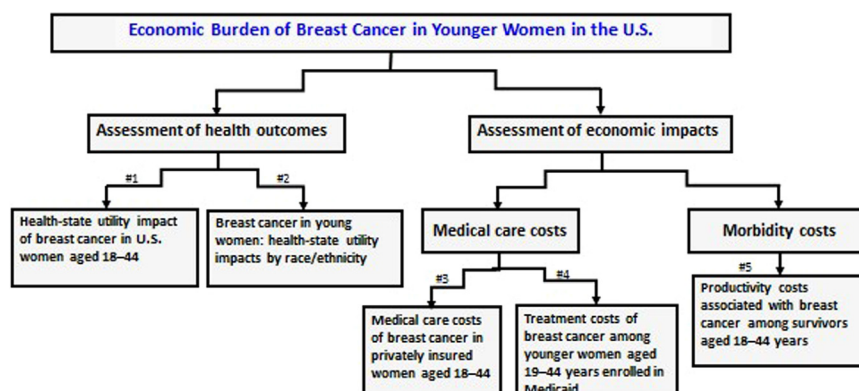 Economic Burden of Breast Cancer in Younger Women in the U.S.
Assessment of health outcomes
Assessment of economic impacts
#1
#2
Health-state utility impact
of breast cancer in U.S.
women aged 18–44
Breast cancer in young
women: health-state utility
impacts by race/ethnicity
Medical care costs
Morbidity costs
#3
#4
#5
Medical care costs
of breast cancer in
privately insured
women aged 18–44
Treatment costs of
breast cancer among
younger women aged
19–44 years enrolled in
Medicaid
Productivity costs
associated with breast
cancer among survivors
aged 18–44 years